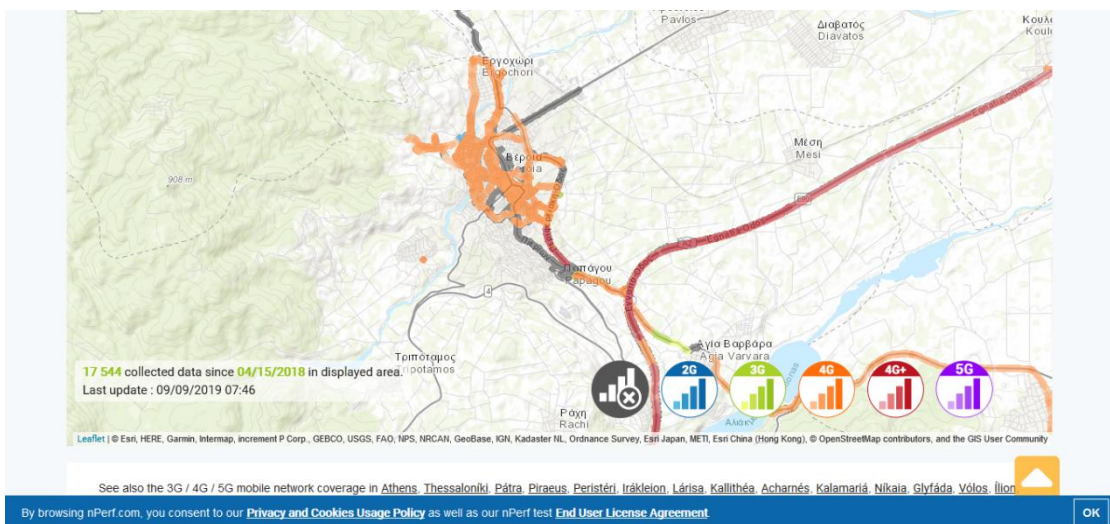 Pavlos
Διαβατός
Diavatos
Εργοχώρι
Ergochori
Μέση
Mesi
Βέροια
908 m
Egnatia Odos
Παπάγου
Papagou
4
Αγία Βαρβάρα
Agia Varvara
Τριπόταμος
Tripotamos
17 544 collected data since 04/15/2018 in displayed area.
Last update : 09/09/2019 07:46
2G
3G
4G
4G+
5G
Ράχη
Rachi
Leaflet | © Esri, HERE, Garmin, Intermap, increment P Corp., GEBCO, USGS, FAO, NPS, NRCAN, GeoBase, IGN, Kadaster NL, Ordnance Survey, Esri Japan, METI, Esri China (Hong Kong), © OpenStreetMap contributors, and the GIS User Community
See also the 3G / 4G / 5G mobile network coverage in Athens, Thessaloníki, Pátra, Piraeus, Peristéri, Irákleion, Lárisa, Kallithéa, Acharnés, Kalamariá, Níkaia, Glyfáda, Vólos, Ílion
By browsing nPerf.com, you consent to our Privacy and Cookies Usage Policy as well as our nPerf test End User License Agreement.
OK